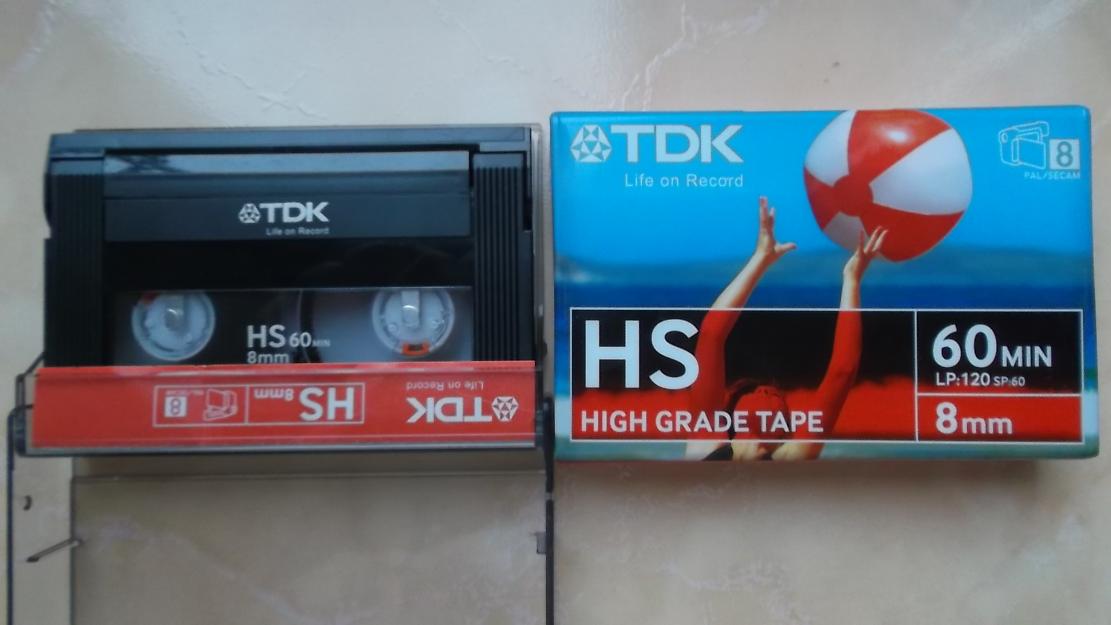 TDK
Life on Record
HS 60 MIN
8mm
TDK
Life on Record
HS 8mm
8
TDK
Life on Record
8
PAL/SECAM
HS
HIGH GRADE TAPE
60 MIN
LP:120 SP:60
8mm